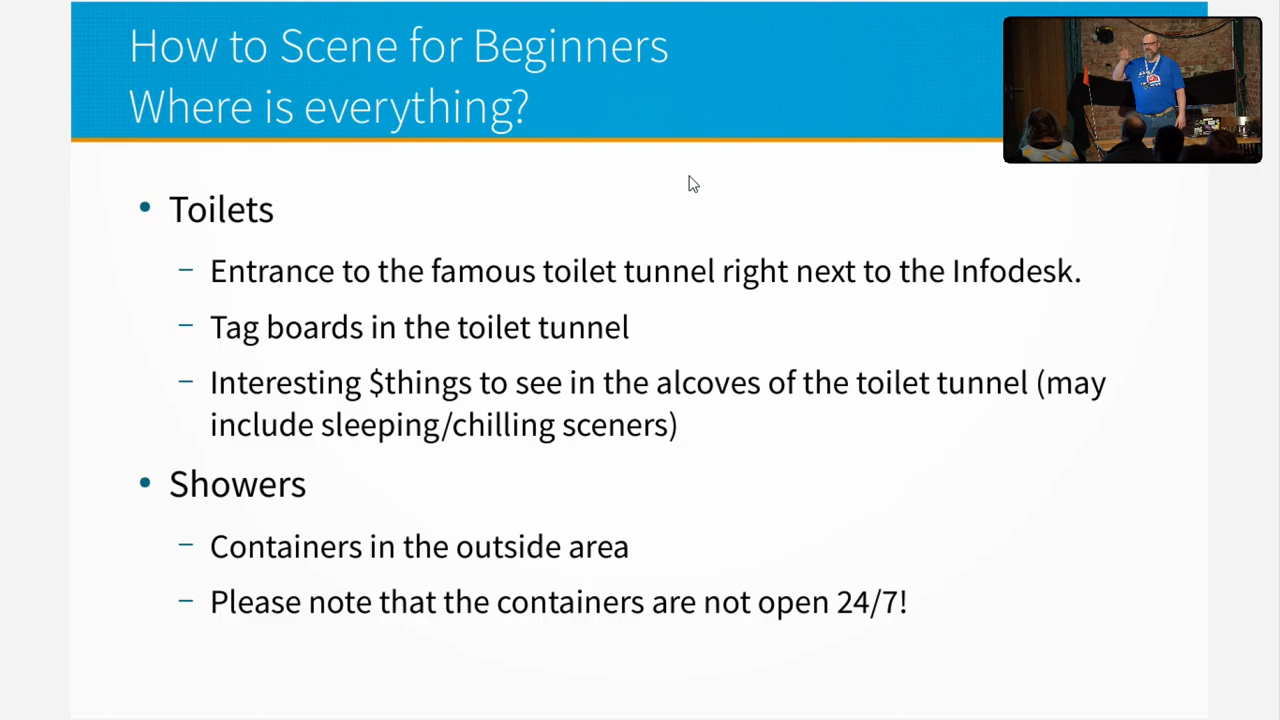 How to Scene for Beginners
Where is everything?
• Toilets
– Entrance to the famous toilet tunnel right next to the Infodesk.
– Tag boards in the toilet tunnel
– Interesting $things to see in the alcoves of the toilet tunnel (may
include sleeping/chilling sceners)
• Showers
– Containers in the outside area
– Please note that the containers are not open 24/7!